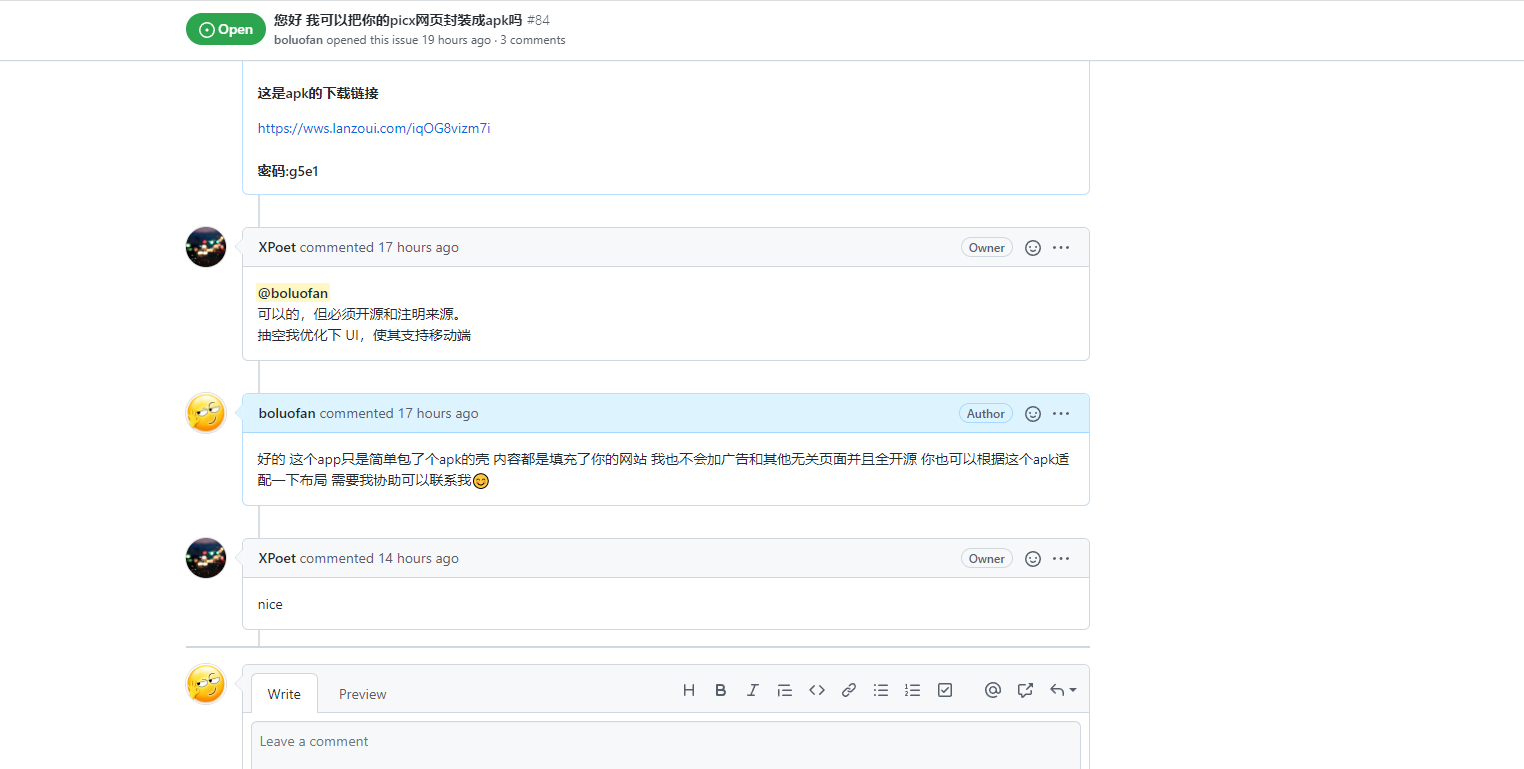 Open
您好 我可以把你的picx网页封装成apk吗 #84
boluofan opened this issue 19 hours ago · 3 comments
这是apk的下载链接
https://wws.lanzoui.com/iqOG8vizm7i
密码:g5e1
XPoet commented 17 hours ago
Owner
@boluofan
可以的，但必须开源和注明来源。
抽空我优化下 UI，使其支持移动端
boluofan commented 17 hours ago
Author
好的 这个app只是简单包了个apk的壳 内容都是填充了你的网站 我也不会加广告和其他无关页面并且全开源 你也可以根据这个apk适
配一下布局 需要我协助可以联系我😊
XPoet commented 14 hours ago
Owner
nice
Write
Preview
Leave a comment